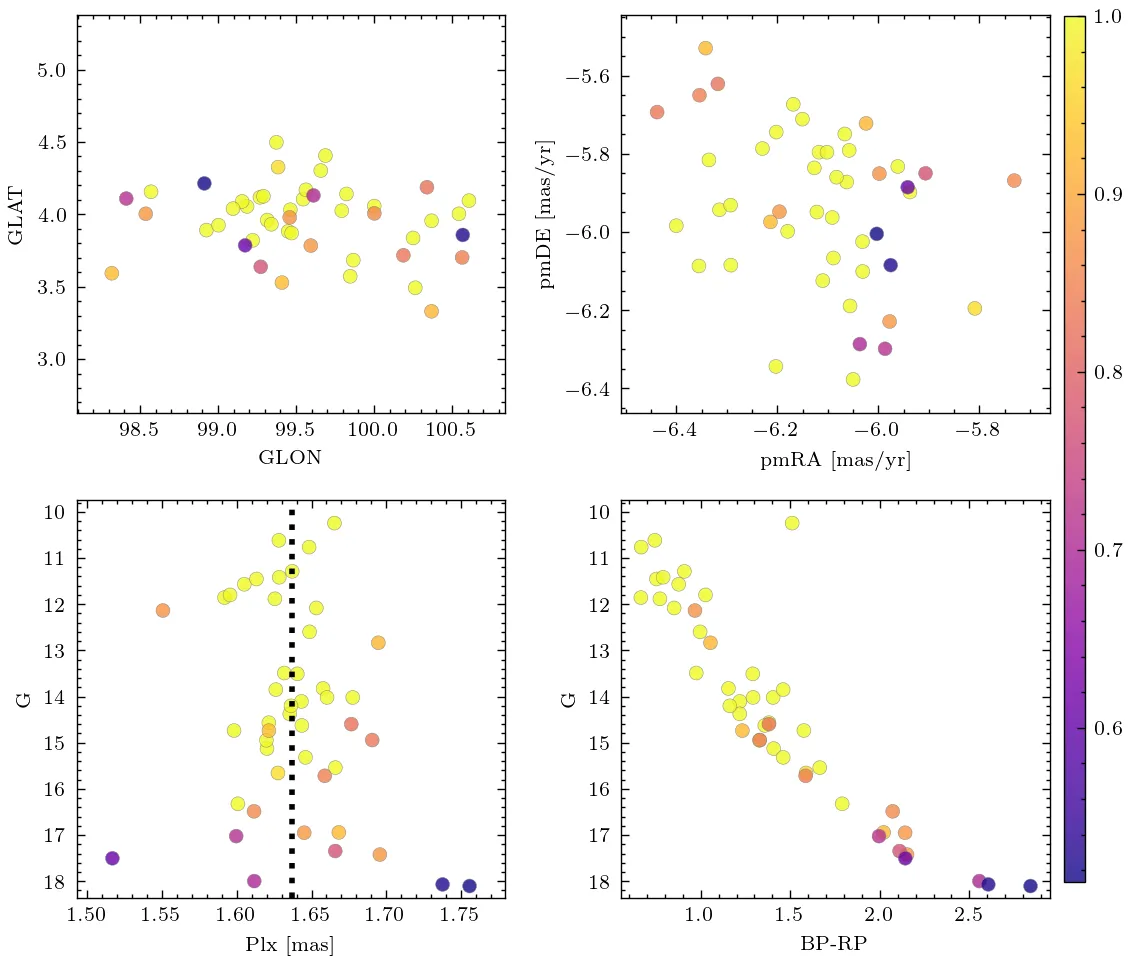 5.0
4.5
4.0
3.5
3.0
GLAT
98.5 99.0 99.5 100.0 100.5
GLON
−5.6
−5.8
−6.0
−6.2
−6.4
pmDE [mas/yr]
−6.4 −6.2 −6.0 −5.8
pmRA [mas/yr]
1.0
0.9
0.8
0.7
0.6
10
11
12
13
14
15
16
17
18
G
1.50 1.55 1.60 1.65 1.70 1.75
Plx [mas]
10
11
12
13
14
15
16
17
18
G
1.0 1.5 2.0 2.5
BP-RP